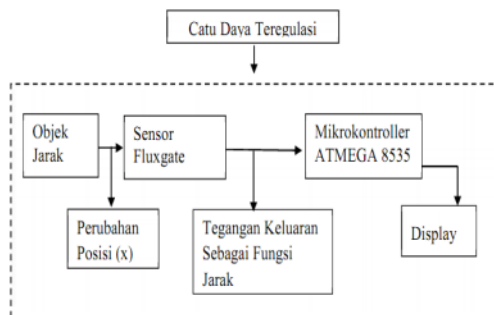 Catu Daya Teregulasi
Objek
Jarak
Sensor
Fluxgate
Mikrokontroller
ATMEGA 8535
Perubahan
Posisi (x)
Tegangan Keluaran
Sebagai Fungsi
Jarak
Display